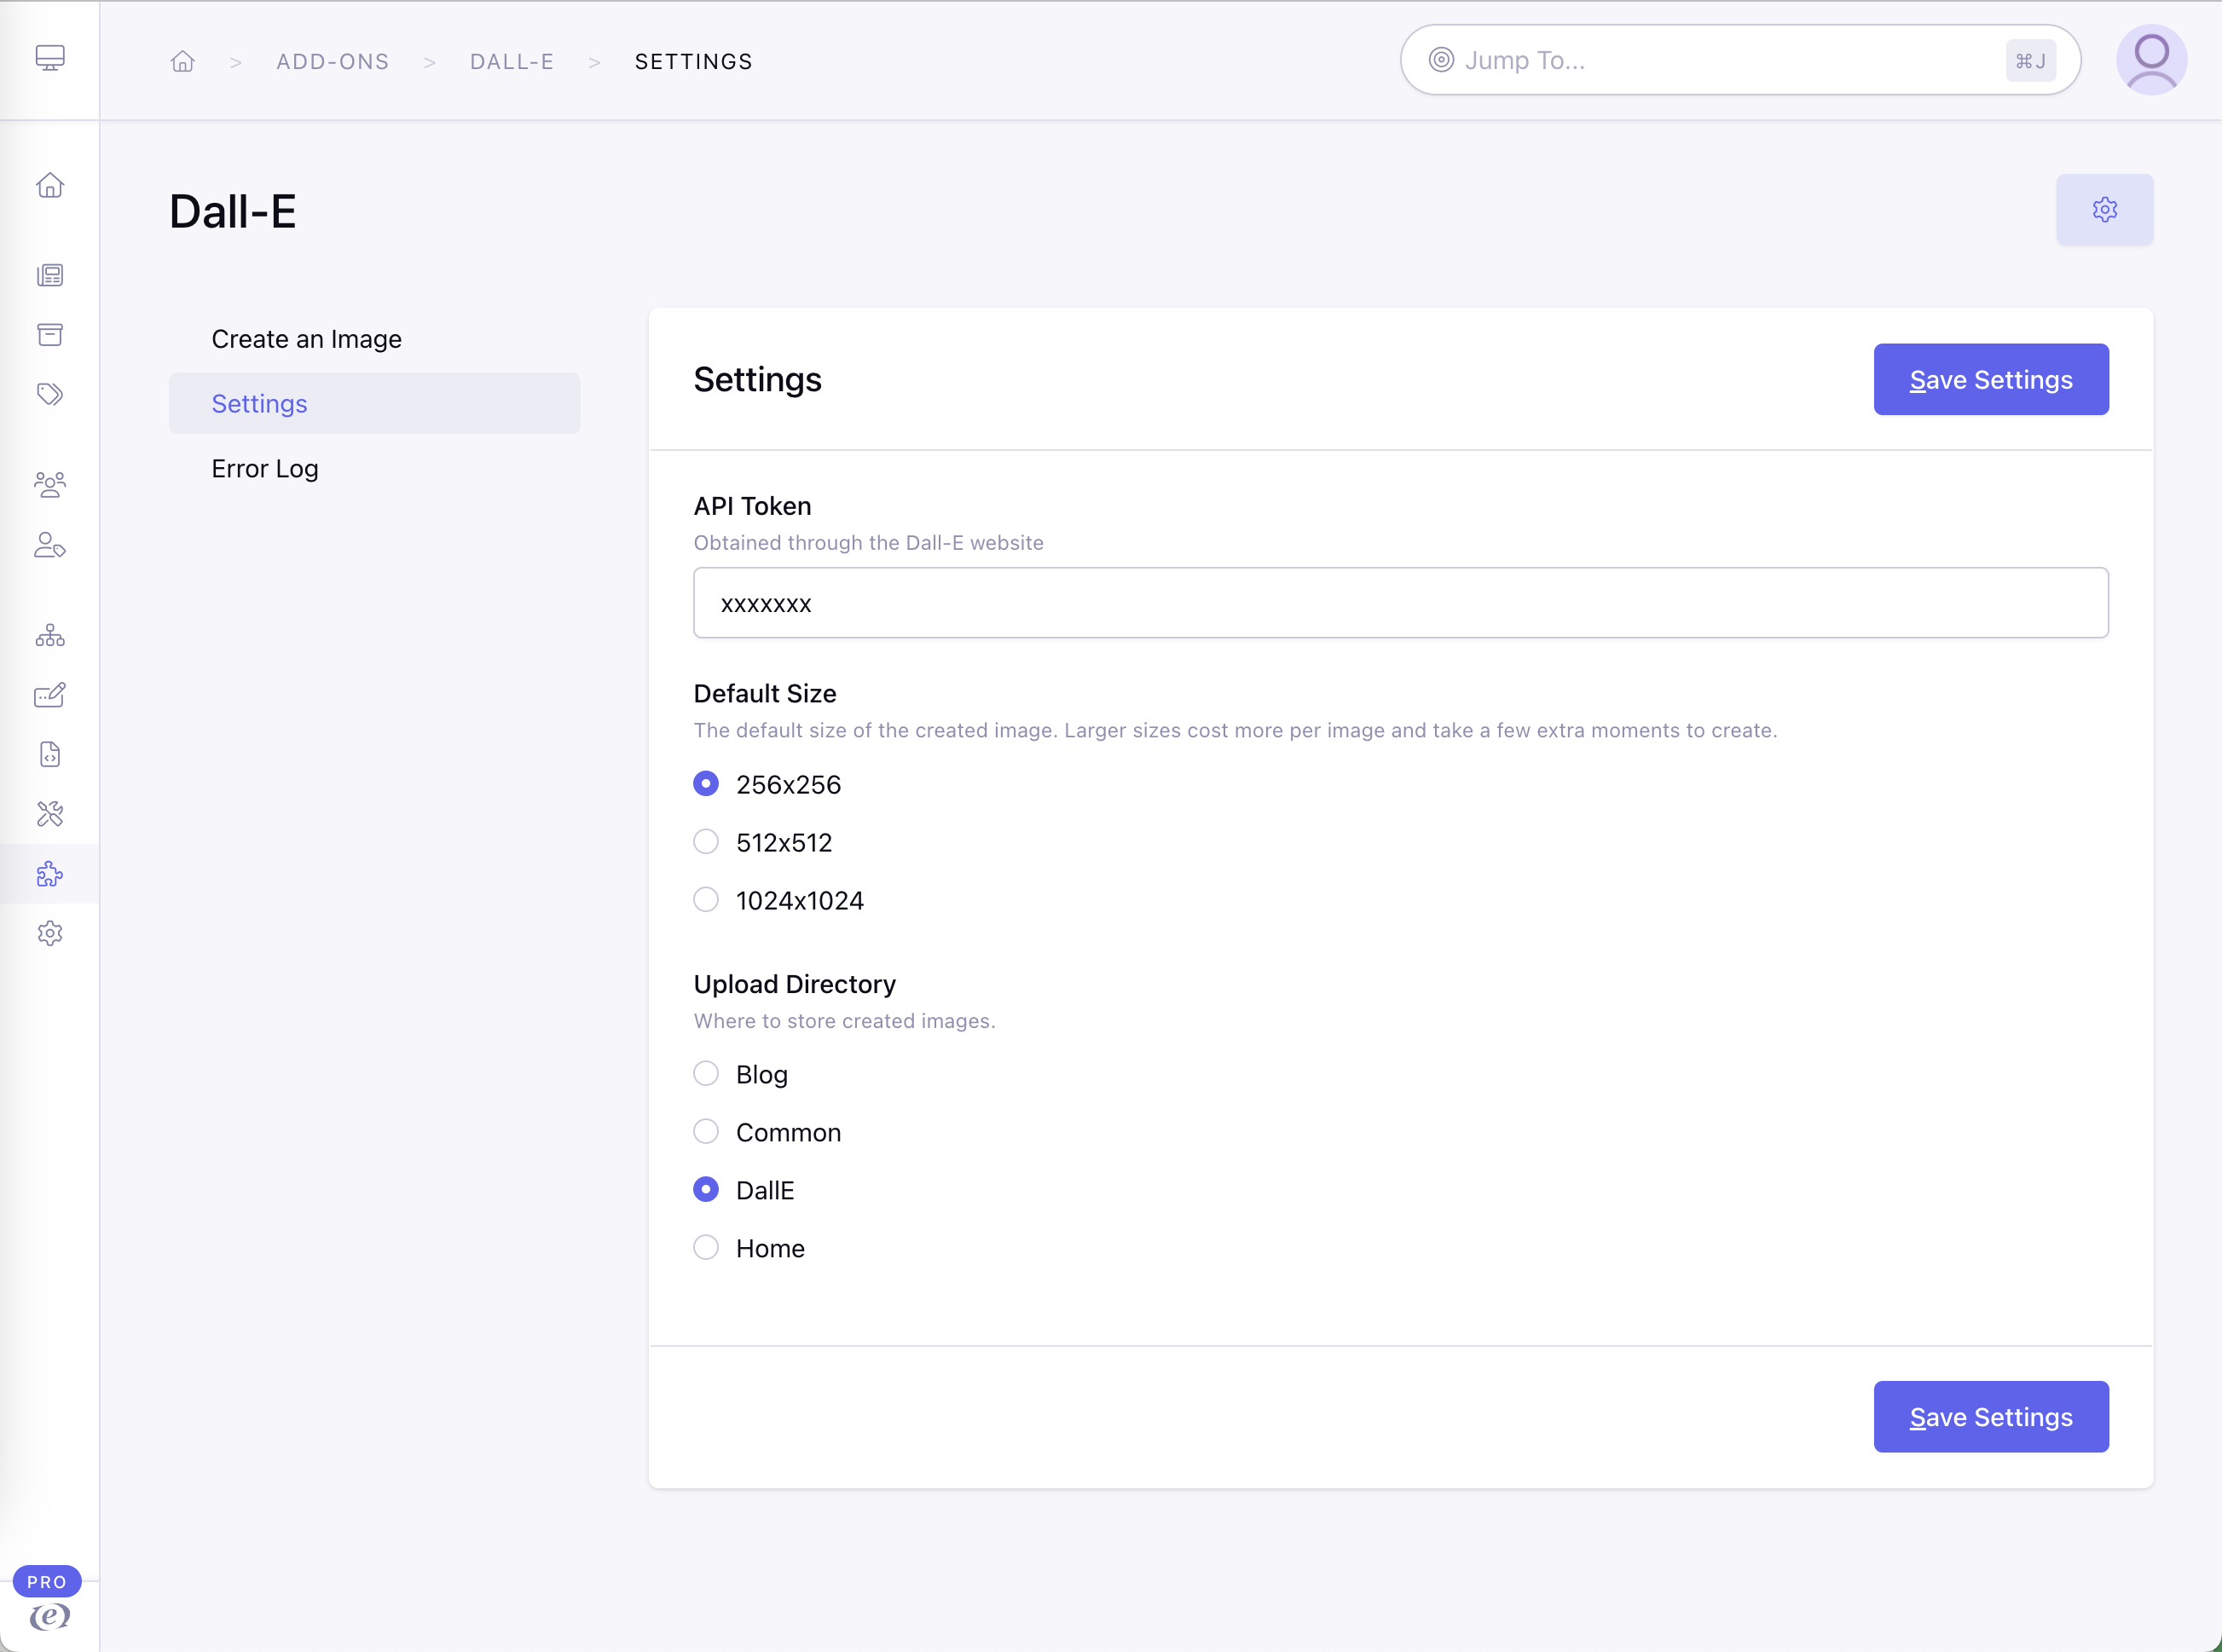 > ADD-ONS > DALL-E > SETTINGS
Jump To... ⌘J
Dall-E
Create an Image
Settings
Error Log
Settings
Save Settings
API Token
Obtained through the Dall-E website
xxxxxxx
Default Size
The default size of the created image. Larger sizes cost more per image and take a few extra moments to create.
256x256
512x512
1024x1024
Upload Directory
Where to store created images.
Blog
Common
DallE
Home
Save Settings
PRO
e